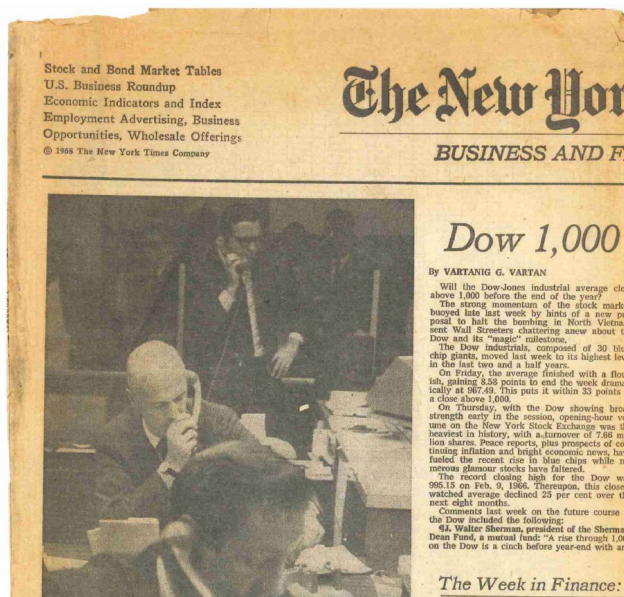 Stock and Bond Market Tables
U.S. Business Roundup
Economic Indicators and Index
Employment Advertising, Business
Opportunities, Wholesale Offerings
© 1968 The New York Times Company
The New Yor
BUSINESS AND F
Dow 1,000
By VARTANIG G. VARTAN
Will the Dow-Jones industrial average clo
above 1,000 before the end of the year?
The strong momentum of the stock mark
buoyed late last week by hints of a new p
posal to halt the bombing in North Vietna
sent Wall Streeters chattering anew about t
Dow and its "magic" milestone.
The Dow industrials, composed of 30 blu
chip giants, moved last week to its highest lev
in the last two and a half years.
On Friday, the average finished with a flou
ish, gaining 8.58 points to end the week drama
ically at 967.49. This puts it within 33 points
a close above 1,000.
On Thursday, with the Dow showing bro
strength early in the session, opening-hour v
ume on the New York Stock Exchange was t
heaviest in history, with a turnover of 7.66 m
lion shares. Peace reports, plus prospects of co
tinuing inflation and bright economic news, hav
fueled the recent rise in blue chips while n
merous glamour stocks have faltered.
The record closing high for the Dow w
995.15 on Feb. 9, 1966. Thereupon, this close
watched average declined 25 per cent over t
next eight months.
Comments last week on the future course
the Dow included the following:
¶J. Walter Sherman, president of the Sherma
Dean Fund, a mutual fund: "A rise through 1,00
on the Dow is a cinch before year-end with an
The Week in Finance: